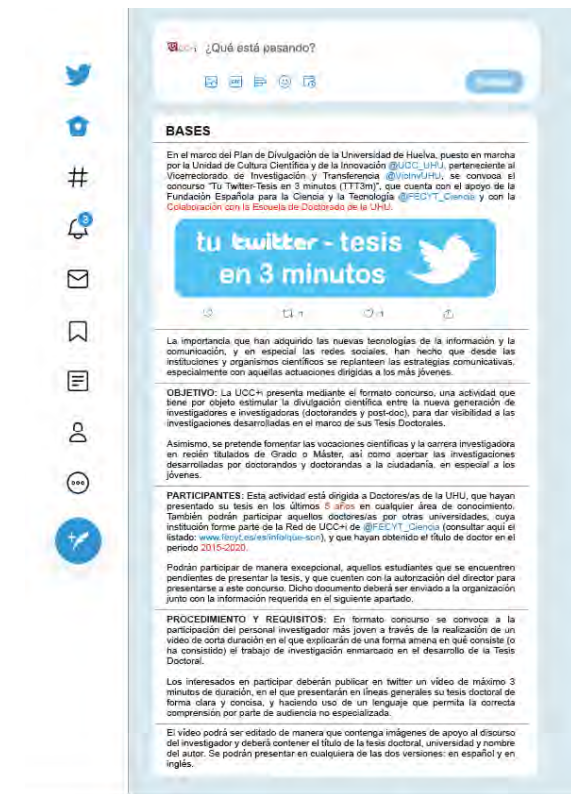 CC+i ¿Qué está pasando?
BASES
En el marco del Plan de Divulgación de la Universidad de Huelva, puesto en marcha
por la Unidad de Cultura Científica y de la Innovación @UCC_UHU, perteneciente al
Vicerrectorado de Investigación y Transferencia @VicInvUHU, se convoca el
concurso "Tu Twitter-Tesis en 3 minutos (TTT3m)", que cuenta con el apoyo de la
Fundación Española para la Ciencia y la Tecnología @FECYT_Ciencia y con la
Colaboración con la Escuela de Doctorado de la UHU.
tu twitter - tesis
en 3 minutos
La importancia que han adquirido las nuevas tecnologías de la información y la
comunicación, y en especial las redes sociales, han hecho que desde las
instituciones y organismos científicos se replanteen las estrategias comunicativas,
especialmente con aquellas actuaciones dirigidas a los más jóvenes.
OBJETIVO: La UCC+i presenta mediante el formato concurso, una actividad que
tiene por objeto estimular la divulgación científica entre la nueva generación de
investigadores e investigadoras (doctorandos y post-doc), para dar visibilidad a las
investigaciones desarrolladas en el marco de sus Tesis Doctorales.
Asimismo, se pretende fomentar las vocaciones científicas y la carrera investigadora
en recién titulados de Grado o Máster, así como acercar las investigaciones
desarrolladas por doctorandos y doctorandas a la ciudadanía, en especial a los
jóvenes.
PARTICIPANTES: Esta actividad está dirigida a Doctores/as de la UHU, que hayan
presentado su tesis en los últimos 5 años en cualquier área de conocimiento.
También podrán participar aquellos doctores/as por otras universidades, cuya
institución forme parte de la Red de UCC+i de @FECYT_Ciencia (consultar aquí el
listado: www.fecyt.es/es/info/que-son), y que hayan obtenido el título de doctor en el
periodo 2015-2020.
Podrán participar de manera excepcional, aquellos estudiantes que se encuentren
pendientes de presentar la tesis, y que cuenten con la autorización del director para
presentarse a este concurso. Dicho documento deberá ser enviado a la organización
junto con la información requerida en el siguiente apartado.
PROCEDIMIENTO Y REQUISITOS: En formato concurso se convoca a la
participación del personal investigador más joven a través de la realización de un
video de corta duración en el que explicarán de una forma amena en qué consiste (o
ha consistido) el trabajo de investigación enmarcado en el desarrollo de la Tesis
Doctoral.
Los interesados en participar deberán publicar en twitter un vídeo de máximo 3
minutos de duración, en el que presentarán en líneas generales su tesis doctoral de
forma clara y concisa, y haciendo uso de un lenguaje que permita la correcta
comprensión por parte de audiencia no especializada.
El vídeo podrá ser editado de manera que contenga imágenes de apoyo al discurso
del investigador y deberá contener el título de la tesis doctoral, universidad y nombre
del autor. Se podrán presentar en cualquiera de las dos versiones: en español y en
inglés.